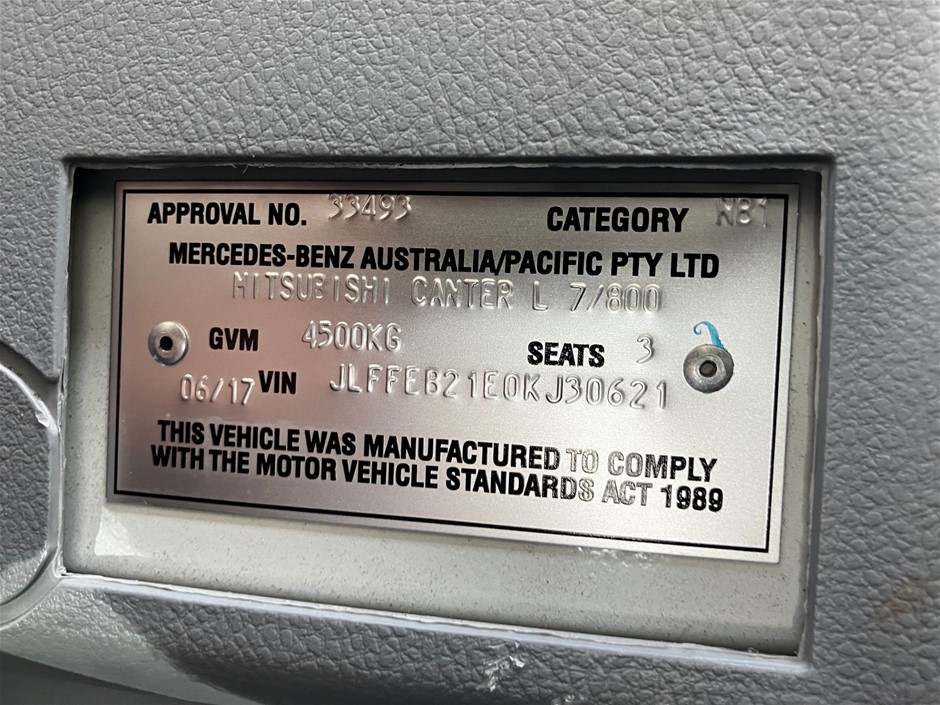 APPROVAL NO. 33493 CATEGORY NB1
MERCEDES-BENZ AUSTRALIA/PACIFIC PTY LTD
MITSUBISHI CANTER L 7/800
GVM 4500KG SEATS 3
06/17 VIN JLFFEB21E0KJ30621
THIS VEHICLE WAS MANUFACTURED TO COMPLY
WITH THE MOTOR VEHICLE STANDARDS ACT 1989